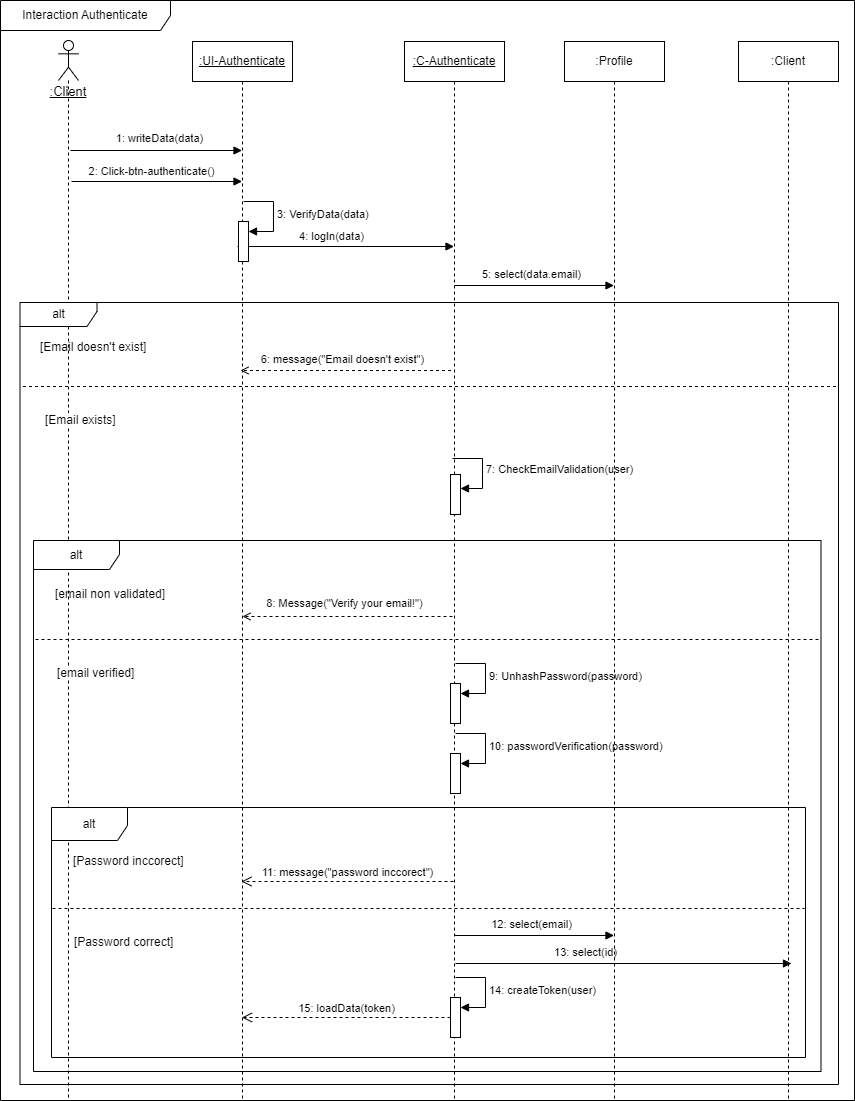 Interaction Authenticate
:Client
:UI-Authenticate
:C-Authenticate
:Profile
:Client
1: writeData(data)
2: Click-btn-authenticate()
3: VerifyData(data)
4: logIn(data)
5: select(data.email)
alt
[Email doesn't exist]
6: message("Email doesn't exist")
[Email exists]
7: CheckEmailValidation(user)
alt
[email non validated]
8: Message("Verify your email!")
[email verified]
9: UnhashPassword(password)
10: passwordVerification(password)
alt
[Password inccorect]
11: message("password inccorect")
12: select(email)
[Password correct]
13: select(id)
14: createToken(user)
15: loadData(token)